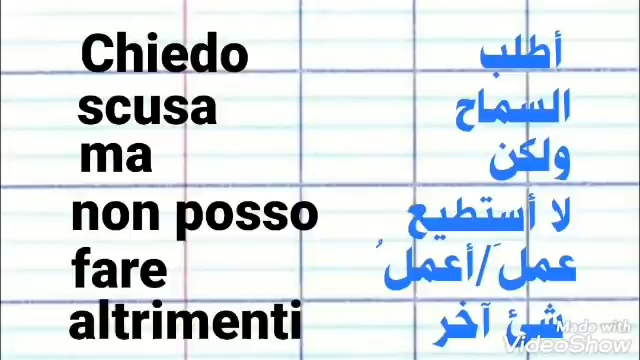 Chiedo أطلب
scusa السماح
ma ولكن
non posso لا أستطيع
fare عملَ/أعملُ
altrimenti شئ آخر
Made with
VideoShow